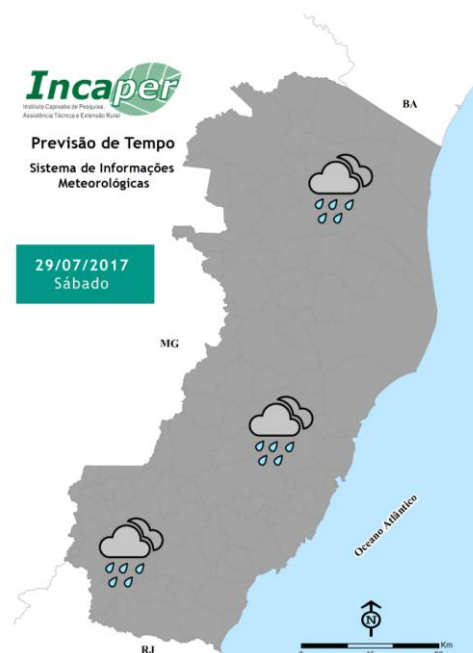 Incaper
Instituto Capixaba de Pesquisa,
Assistência Técnica e Extensão Rural
Previsão de Tempo
Sistema de Informações
Meteorológicas
29/07/2017
Sábado
BA
MG
Oceano Atlântico
N
RJ
Km